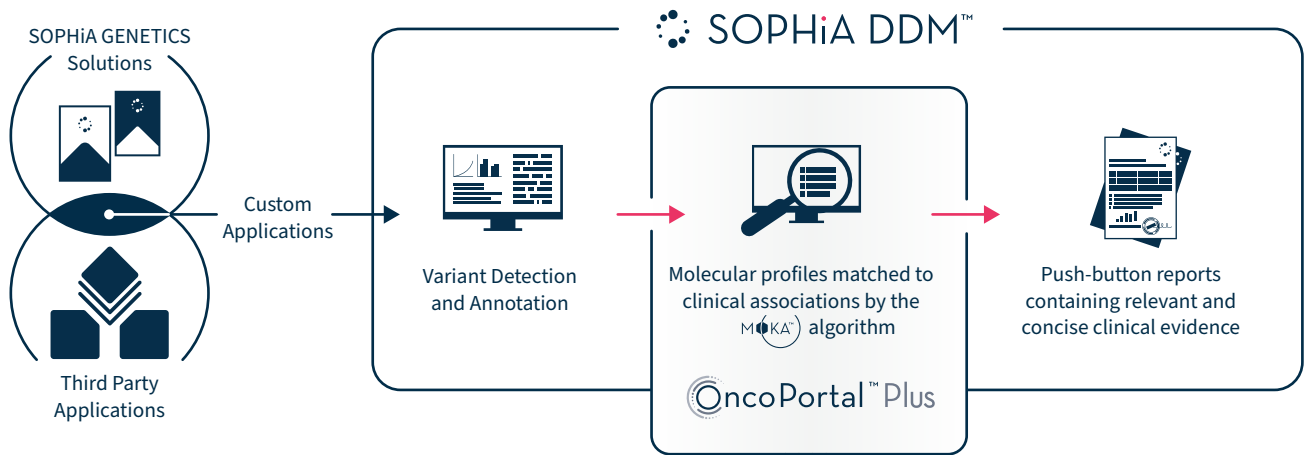 SOPHiA GENETICS
Solutions
Third Party
Applications
Custom
Applications
SOPHiA DDM™
Variant Detection
and Annotation
Molecular profiles matched to
clinical associations by the
MOKA™ algorithm
OncoPortal™ Plus
Push-button reports
containing relevant and
concise clinical evidence